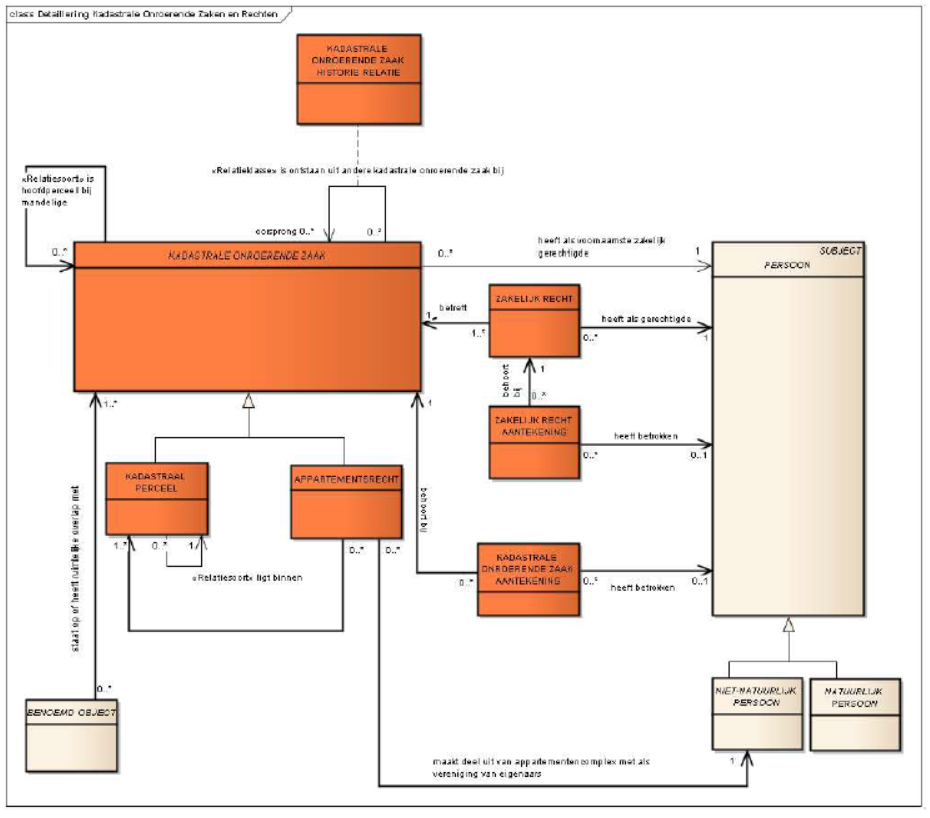 class Detaillering Kadastrale Onroerende Zaken en Rechten
KADASTRALE
ONROERENDE ZAAK
HISTORIE RELATIE
«Relatieklasse» is ontstaan uit andere kadastrale onroerende zaak bij
«Relatiesoort» is
hoofdperceel bij
mandelige
0..*
oorsprong 0..*
0..*
KADASTRALE ONROERENDE ZAAK
0..*
heeft als voornaamste zakelijk
gerechtigde
1
SUBJECT
PERSOON
ZAKELIJK RECHT
1..*
betreft
1..*
heeft als gerechtigde
0..*
1
behoort
bij
1
0..*
ZAKELIJK RECHT
AANTEKENING
heeft betrokken
0..*
0..1
1..*
1
KADASTRAAL
PERCEEL
APPARTEMENTSRECHT
1..*
0..*
1
0..*
0..*
«Relatiesoort» ligt binnen
behoort bij
KADASTRALE
ONROERENDE ZAAK
AANTEKENING
0..*
0..*
heeft betrokken
0..1
staat op of heeft ruimtelijke overlap met
0..*
BENOEMD OBJECT
NIET-NATUURLIJK
PERSOON
NATUURLIJK
PERSOON
maakt deel uit van appartementencomplex met als
vereniging van eigenaars
1